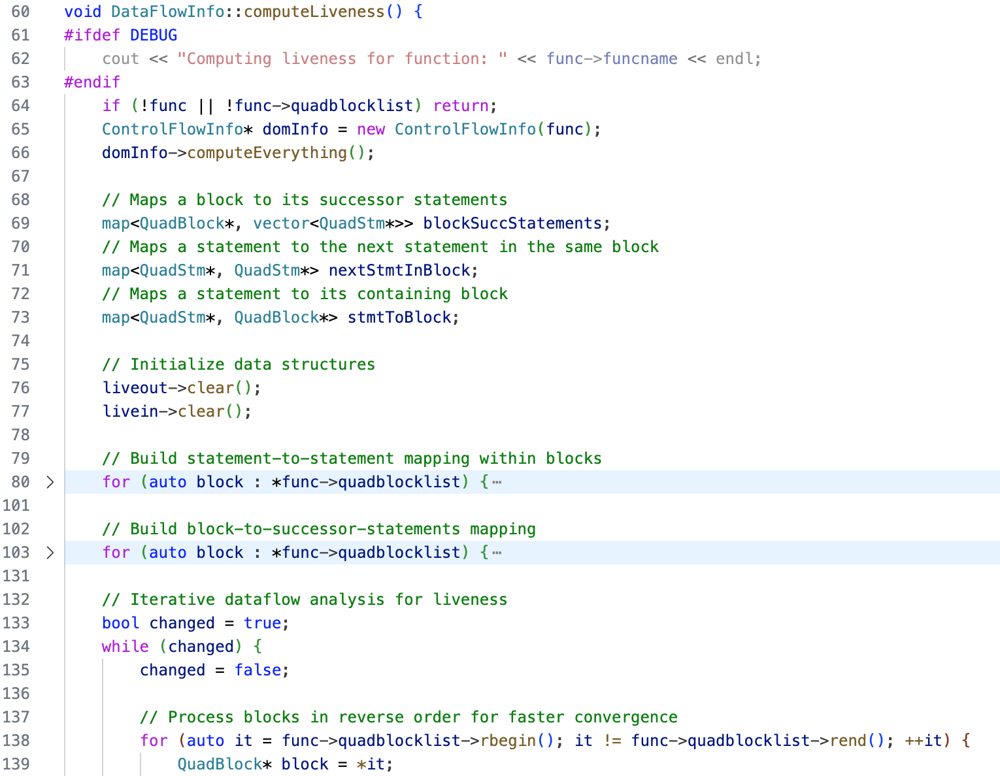 60 void DataFlowInfo::computeLiveness() {
61 #ifdef DEBUG
62     cout << "Computing liveness for function: " << func->funcname << endl;
63 #endif
64     if (!func || !func->quadblocklist) return;
65     ControlFlowInfo* domInfo = new ControlFlowInfo(func);
66     domInfo->computeEverything();
67
68     // Maps a block to its successor statements
69     map<QuadBlock*, vector<QuadStm*>> blockSuccStatements;
70     // Maps a statement to the next statement in the same block
71     map<QuadStm*, QuadStm*> nextStmtInBlock;
72     // Maps a statement to its containing block
73     map<QuadStm*, QuadBlock*> stmtToBlock;
74
75     // Initialize data structures
76     liveout->clear();
77     livein->clear();
78
79     // Build statement-to-statement mapping within blocks
80 >   for (auto block : *func->quadblocklist) {⋯
101
102     // Build block-to-successor-statements mapping
103 >   for (auto block : *func->quadblocklist) {⋯
131
132     // Iterative dataflow analysis for liveness
133     bool changed = true;
134     while (changed) {
135         changed = false;
136
137         // Process blocks in reverse order for faster convergence
138         for (auto it = func->quadblocklist->rbegin(); it != func->quadblocklist->rend(); ++it) {
139             QuadBlock* block = *it;